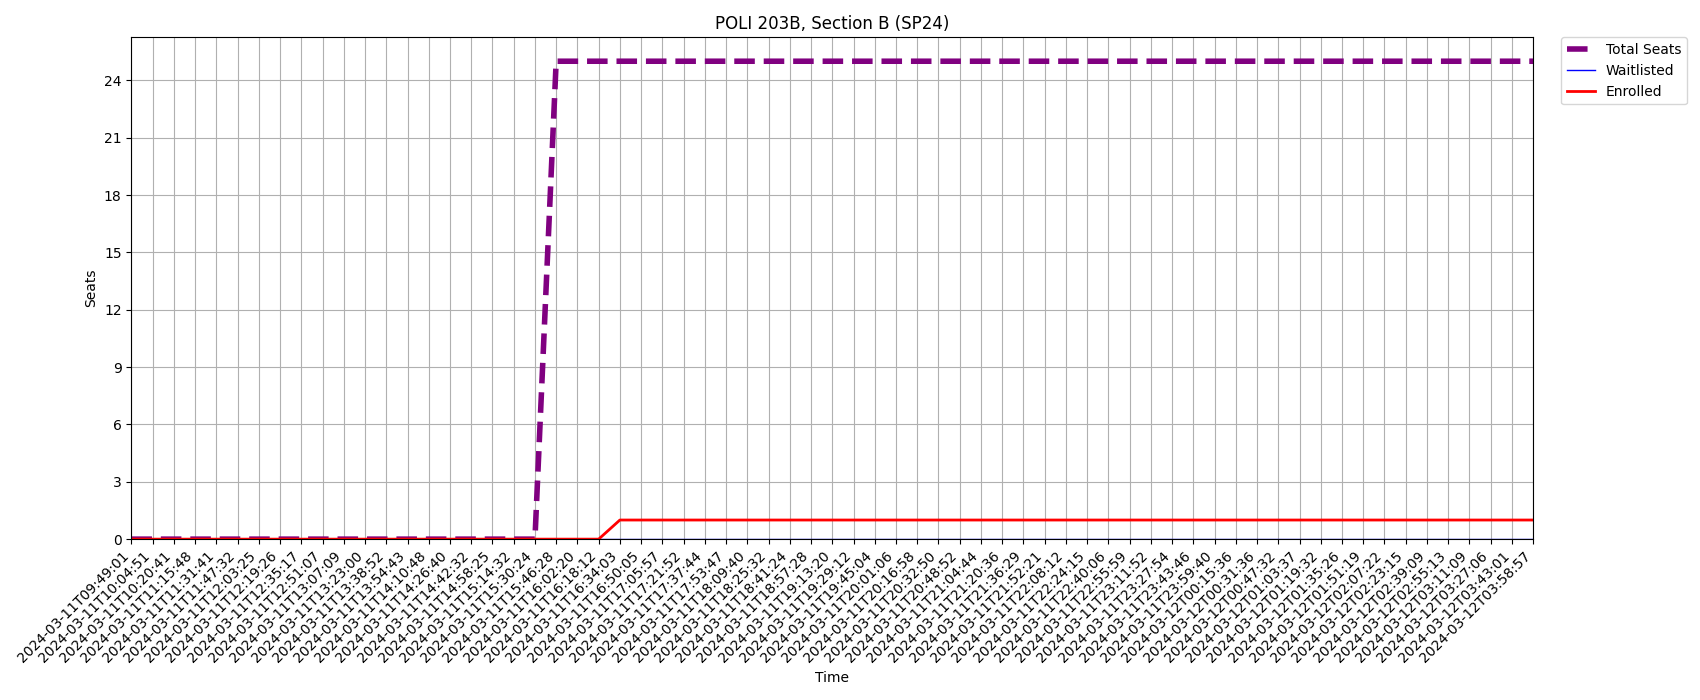 POLI 203B, Section B (SP24)
Total Seats
Waitlisted
Enrolled
Seats
24
21
18
15
12
9
6
3
0
2024-03-11T09:49:01
2024-03-11T10:04:51
2024-03-11T10:20:41
2024-03-11T11:15:48
2024-03-11T11:31:41
2024-03-11T11:47:32
2024-03-11T12:03:25
2024-03-11T12:19:26
2024-03-11T12:35:17
2024-03-11T12:51:07
2024-03-11T13:07:09
2024-03-11T13:23:00
2024-03-11T13:38:52
2024-03-11T13:54:43
2024-03-11T14:10:48
2024-03-11T14:26:40
2024-03-11T14:42:32
2024-03-11T14:58:25
2024-03-11T15:14:32
2024-03-11T15:30:24
2024-03-11T15:46:28
2024-03-11T16:02:20
2024-03-11T16:18:12
2024-03-11T16:34:03
2024-03-11T16:50:05
2024-03-11T17:05:57
2024-03-11T17:21:52
2024-03-11T17:37:44
2024-03-11T17:53:47
2024-03-11T18:09:40
2024-03-11T18:25:32
2024-03-11T18:41:24
2024-03-11T18:57:28
2024-03-11T19:13:20
2024-03-11T19:29:12
2024-03-11T19:45:04
2024-03-11T20:01:06
2024-03-11T20:16:58
2024-03-11T20:32:50
2024-03-11T20:48:52
2024-03-11T21:04:44
2024-03-11T21:20:36
2024-03-11T21:36:29
2024-03-11T21:52:21
2024-03-11T22:08:12
2024-03-11T22:24:15
2024-03-11T22:40:06
2024-03-11T22:55:59
2024-03-11T23:11:52
2024-03-11T23:27:54
2024-03-11T23:43:46
2024-03-11T23:59:40
2024-03-12T00:15:36
2024-03-12T00:31:36
2024-03-12T00:47:32
2024-03-12T01:03:37
2024-03-12T01:19:32
2024-03-12T01:35:26
2024-03-12T01:51:19
2024-03-12T02:07:22
2024-03-12T02:23:15
2024-03-12T02:39:09
2024-03-12T02:55:13
2024-03-12T03:11:09
2024-03-12T03:27:06
2024-03-12T03:43:01
2024-03-12T03:58:57
Time